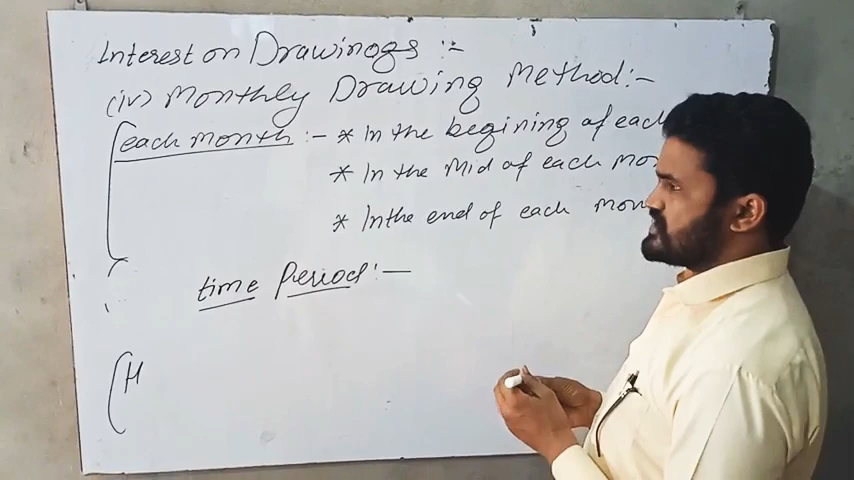 Interest on Drawings :-
(iv) Monthly Drawing Method :-
each month :- * In the begining of each
* In the Mid of each Mo
* In the end of each Mon
time Period :-
H